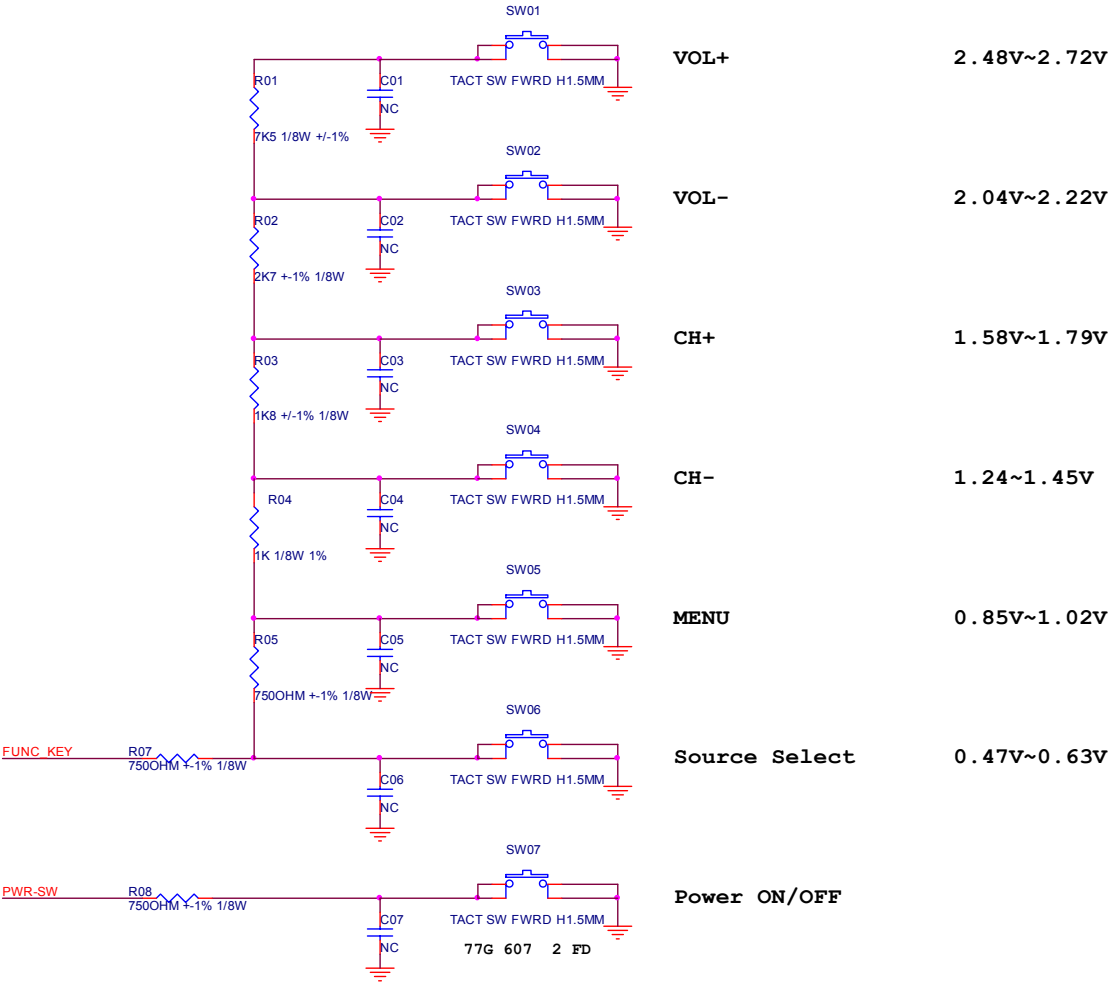 SW01
VOL+ 2.48V~2.72V
R01 C01 TACT SW FWRD H1.5MM
NC
7K5 1/8W +/-1%
SW02
VOL- 2.04V~2.22V
R02 C02 TACT SW FWRD H1.5MM
NC
2K7 +-1% 1/8W
SW03
CH+ 1.58V~1.79V
R03 C03 TACT SW FWRD H1.5MM
NC
1K8 +/-1% 1/8W
SW04
CH- 1.24~1.45V
R04 C04 TACT SW FWRD H1.5MM
NC
1K 1/8W 1%
SW05
MENU 0.85V~1.02V
R05 C05 TACT SW FWRD H1.5MM
NC
750OHM +-1% 1/8W
SW06
FUNC_KEY R07 Source Select 0.47V~0.63V
750OHM +-1% 1/8W
C06 TACT SW FWRD H1.5MM
NC
SW07
PWR-SW R08 Power ON/OFF
750OHM +-1% 1/8W
C07 TACT SW FWRD H1.5MM
NC 77G 607 2 FD